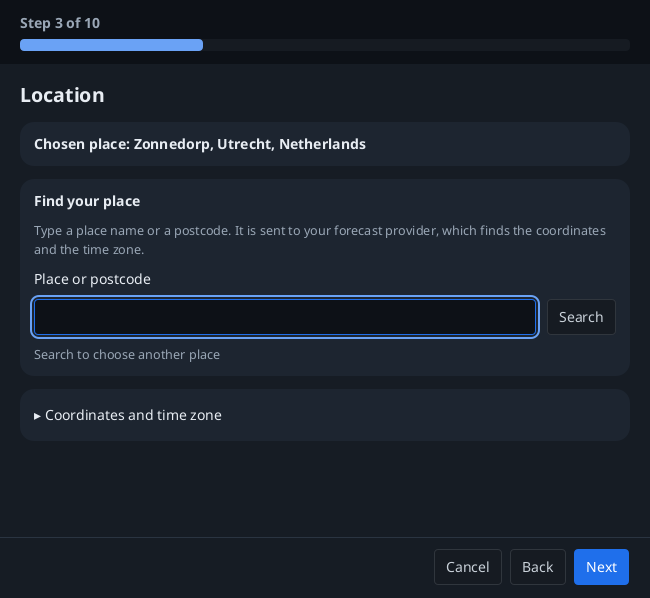 Step 3 of 10
Location
Chosen place: Zonnedorp, Utrecht, Netherlands
Find your place
Type a place name or a postcode. It is sent to your forecast provider, which finds the coordinates
and the time zone.
Place or postcode
Search
Search to choose another place
▸ Coordinates and time zone
Cancel Back Next